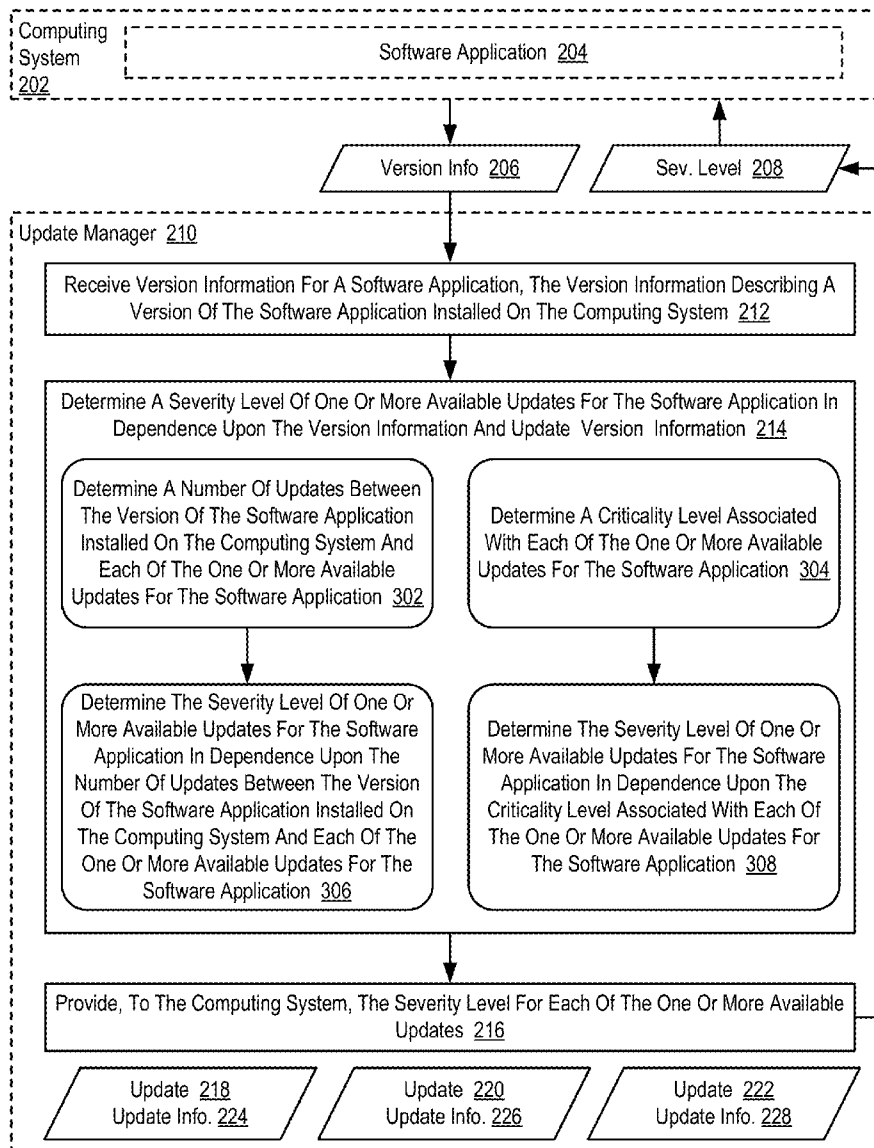 Computing
System
202
Software Application 204
Version Info 206
Sev. Level 208
Update Manager 210
Receive Version Information For A Software Application, The Version Information Describing A
Version Of The Software Application Installed On The Computing System 212
Determine A Severity Level Of One Or More Available Updates For The Software Application In
Dependence Upon The Version Information And Update Version Information 214
Determine A Number Of Updates Between
The Version Of The Software Application
Installed On The Computing System And
Each Of The One Or More Available
Updates For The Software Application 302
Determine A Criticality Level Associated
With Each Of The One Or More Available
Updates For The Software Application 304
Determine The Severity Level Of One Or
More Available Updates For The Software
Application In Dependence Upon The
Number Of Updates Between The Version
Of The Software Application Installed On
The Computing System And Each Of The
One Or More Available Updates For The
Software Application 306
Determine The Severity Level Of One Or
More Available Updates For The Software
Application In Dependence Upon The
Criticality Level Associated With Each Of
The One Or More Available Updates For
The Software Application 308
Provide, To The Computing System, The Severity Level For Each Of The One Or More Available
Updates 216
Update 218
Update Info. 224
Update 220
Update Info. 226
Update 222
Update Info. 228